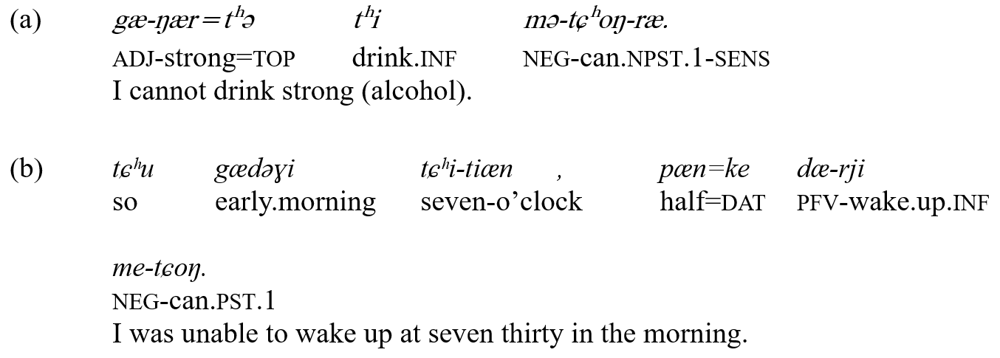 (a) gæ-ŋær=tʰə tʰi mə-tɕʰoŋ-ræ.
ADJ-strong=TOP drink.INF NEG-can.NPST.1-SENS
I cannot drink strong (alcohol).
(b) tɕʰu gædəɣi tɕʰi-tiæn , pæn=ke dæ-rji
so early.morning seven-o’clock half=DAT PFV-wake.up.INF
me-tɕoŋ.
NEG-can.PST.1
I was unable to wake up at seven thirty in the morning.